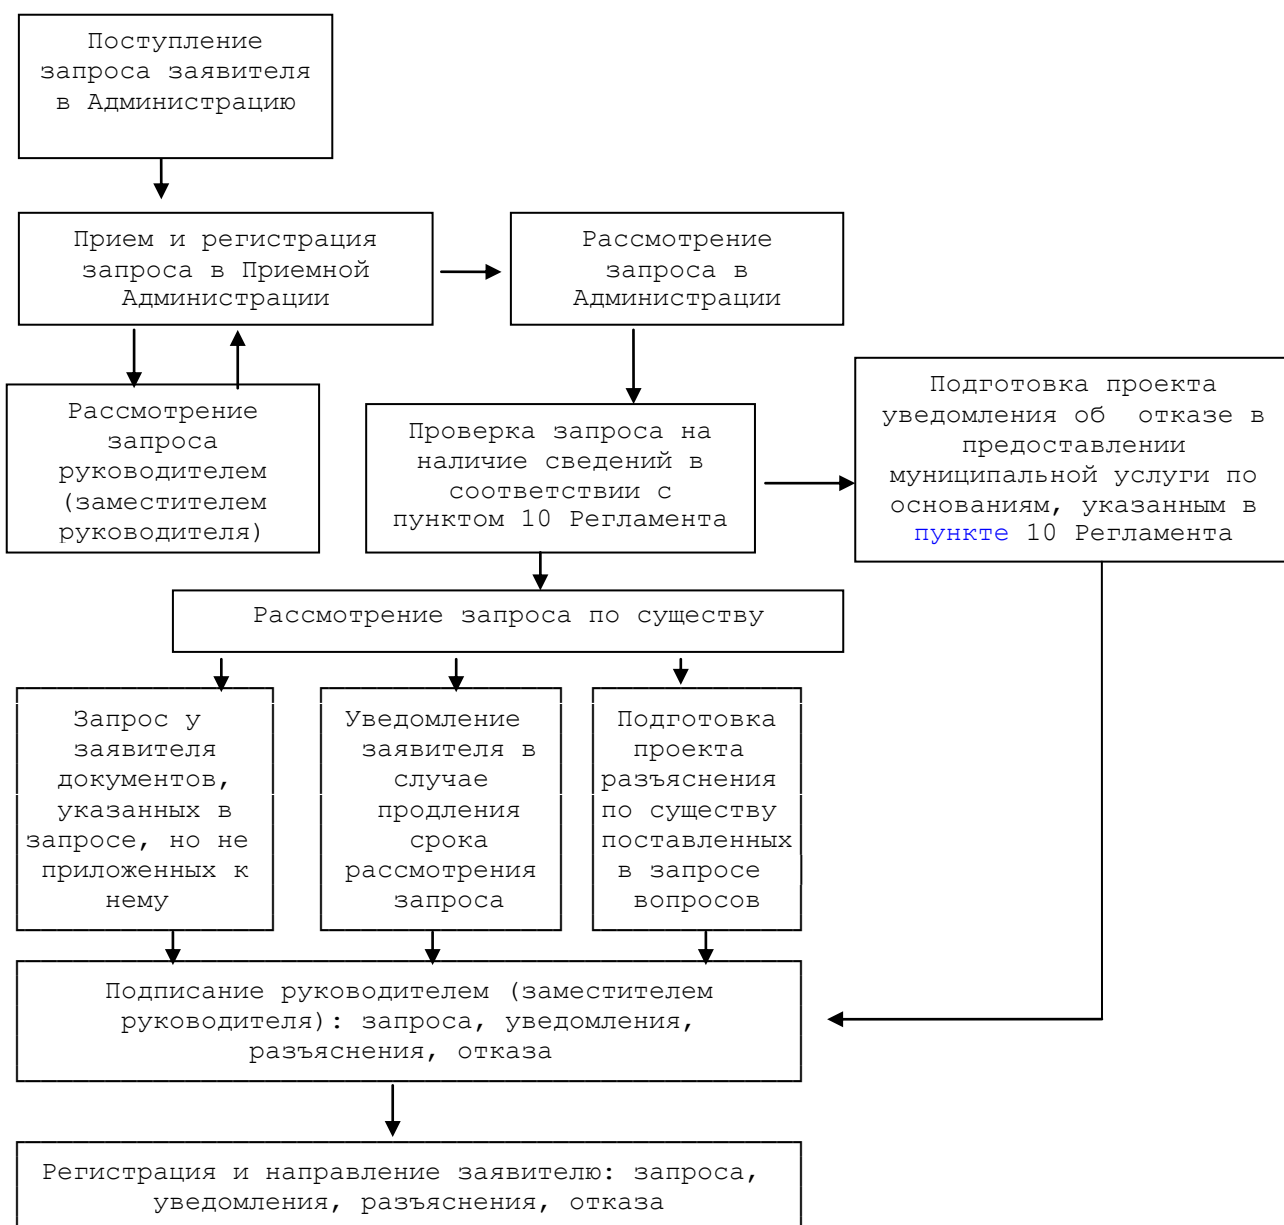 Поступление
запроса заявителя
в Администрацию
Прием и регистрация
запроса в Приемной
Администрации
Рассмотрение
запроса в
Администрации
Рассмотрение
запроса
руководителем
(заместителем
руководителя)
Проверка запроса на
наличие сведений в
соответствии с
пунктом 10 Регламента
Подготовка проекта
уведомления об отказе в
предоставлении
муниципальной услуги по
основаниям, указанным в
пункте 10 Регламента
Рассмотрение запроса по существу
Запрос у
заявителя
документов,
указанных в
запросе, но не
приложенных к
нему
Уведомление
заявителя в
случае
продления
срока
рассмотрения
запроса
Подготовка
проекта
разъяснения
по существу
поставленных
в запросе
вопросов
Подписание руководителем (заместителем
руководителя): запроса, уведомления,
разъяснения, отказа
Регистрация и направление заявителю: запроса,
уведомления, разъяснения, отказа